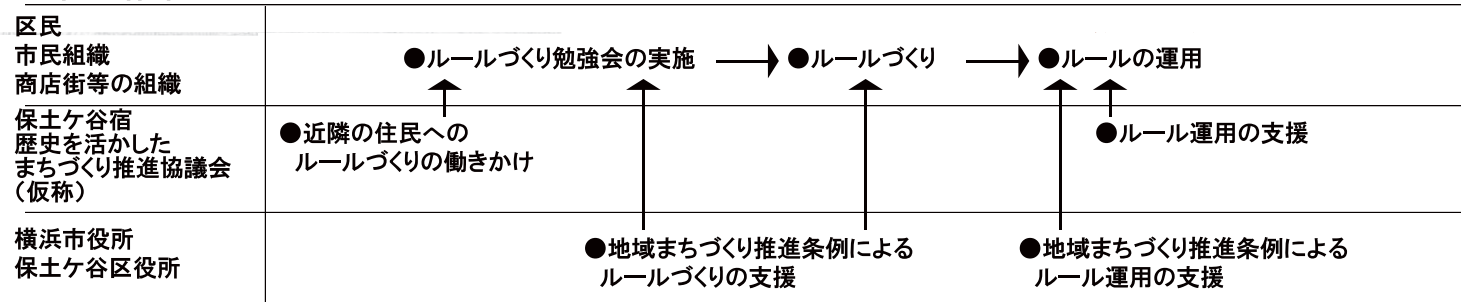 区民
市民組織
商店街等の組織
●ルールづくり勉強会の実施
●ルールづくり
●ルールの運用
保土ケ谷宿
歴史を活かした
まちづくり推進協議会
（仮称）
●近隣の住民への
ルールづくりの働きかけ
●ルール運用の支援
横浜市役所
保土ケ谷区役所
●地域まちづくり推進条例による
ルールづくりの支援
●地域まちづくり推進条例による
ルール運用の支援